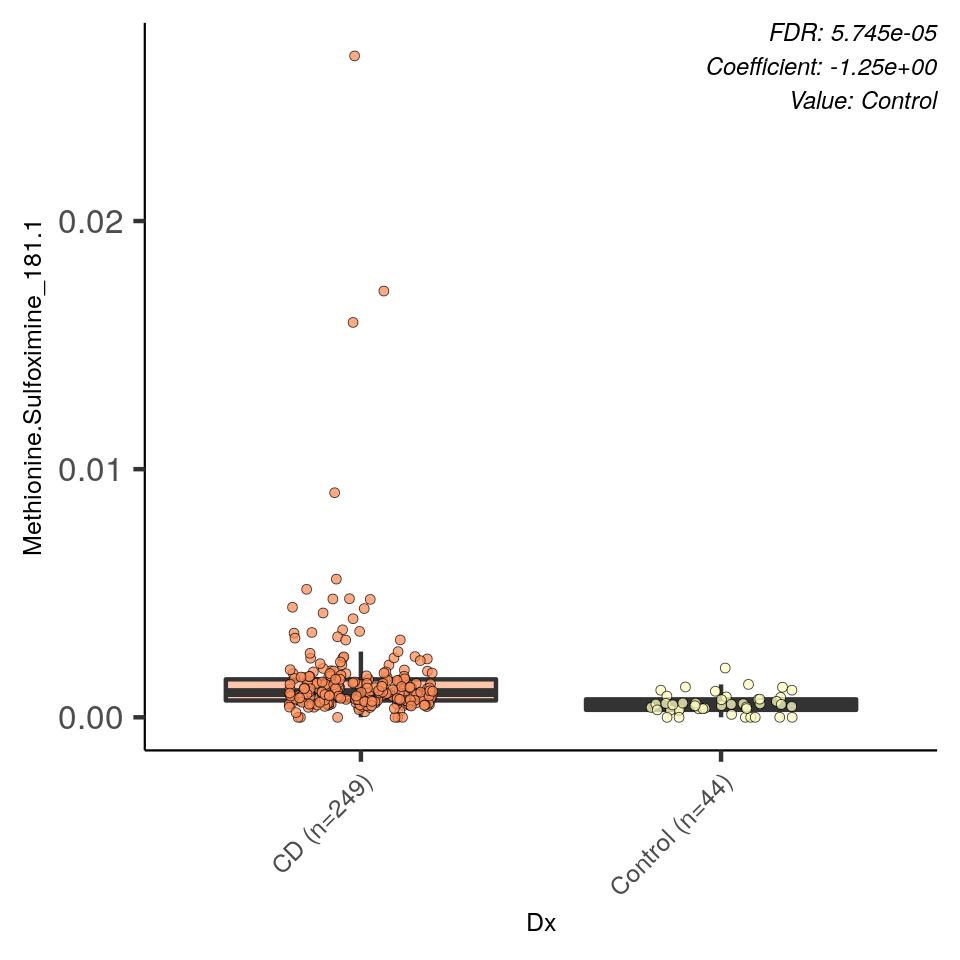 FDR: 5.745e-05
Coefficient: -1.25e+00
Value: Control
Methionine.Sulfoximine_181.1
0.02
0.01
0.00
CD (n=249)
Control (n=44)
Dx